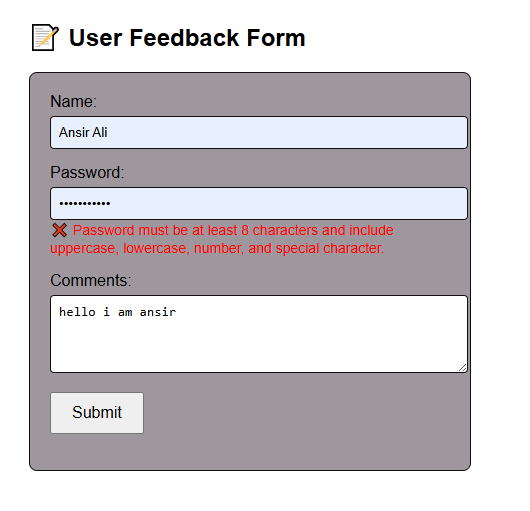 📝 User Feedback Form
Name:
Ansir Ali
Password:
•••••••••••
❌ Password must be at least 8 characters and include
uppercase, lowercase, number, and special character.
Comments:
hello i am ansir
Submit